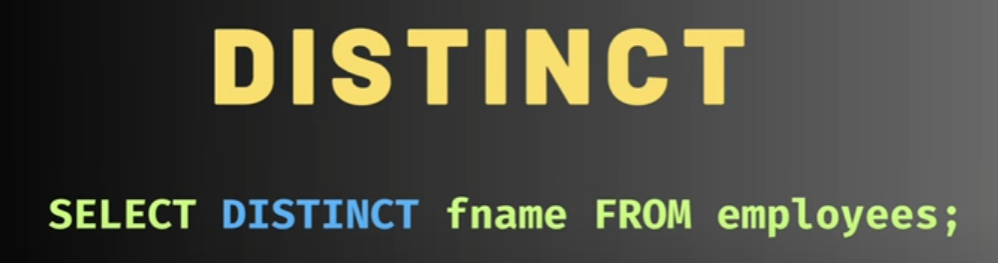 DISTINCT
SELECT DISTINCT fname FROM employees;